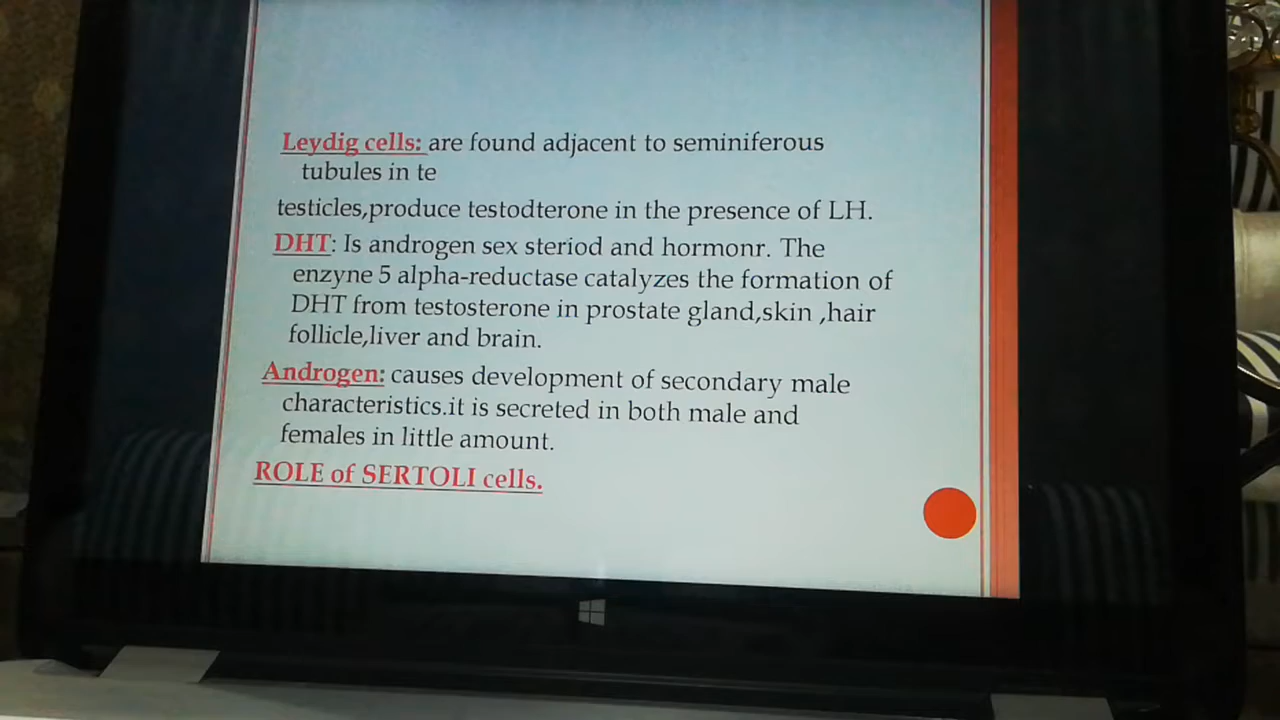 Leydig cells: are found adjacent to seminiferous
tubules in te
testicles,produce testodterone in the presence of LH.
DHT: Is androgen sex steriod and hormonr. The
enzyne 5 alpha-reductase catalyzes the formation of
DHT from testosterone in prostate gland,skin ,hair
follicle,liver and brain.
Androgen: causes development of secondary male
characteristics.it is secreted in both male and
females in little amount.
ROLE of SERTOLI cells.